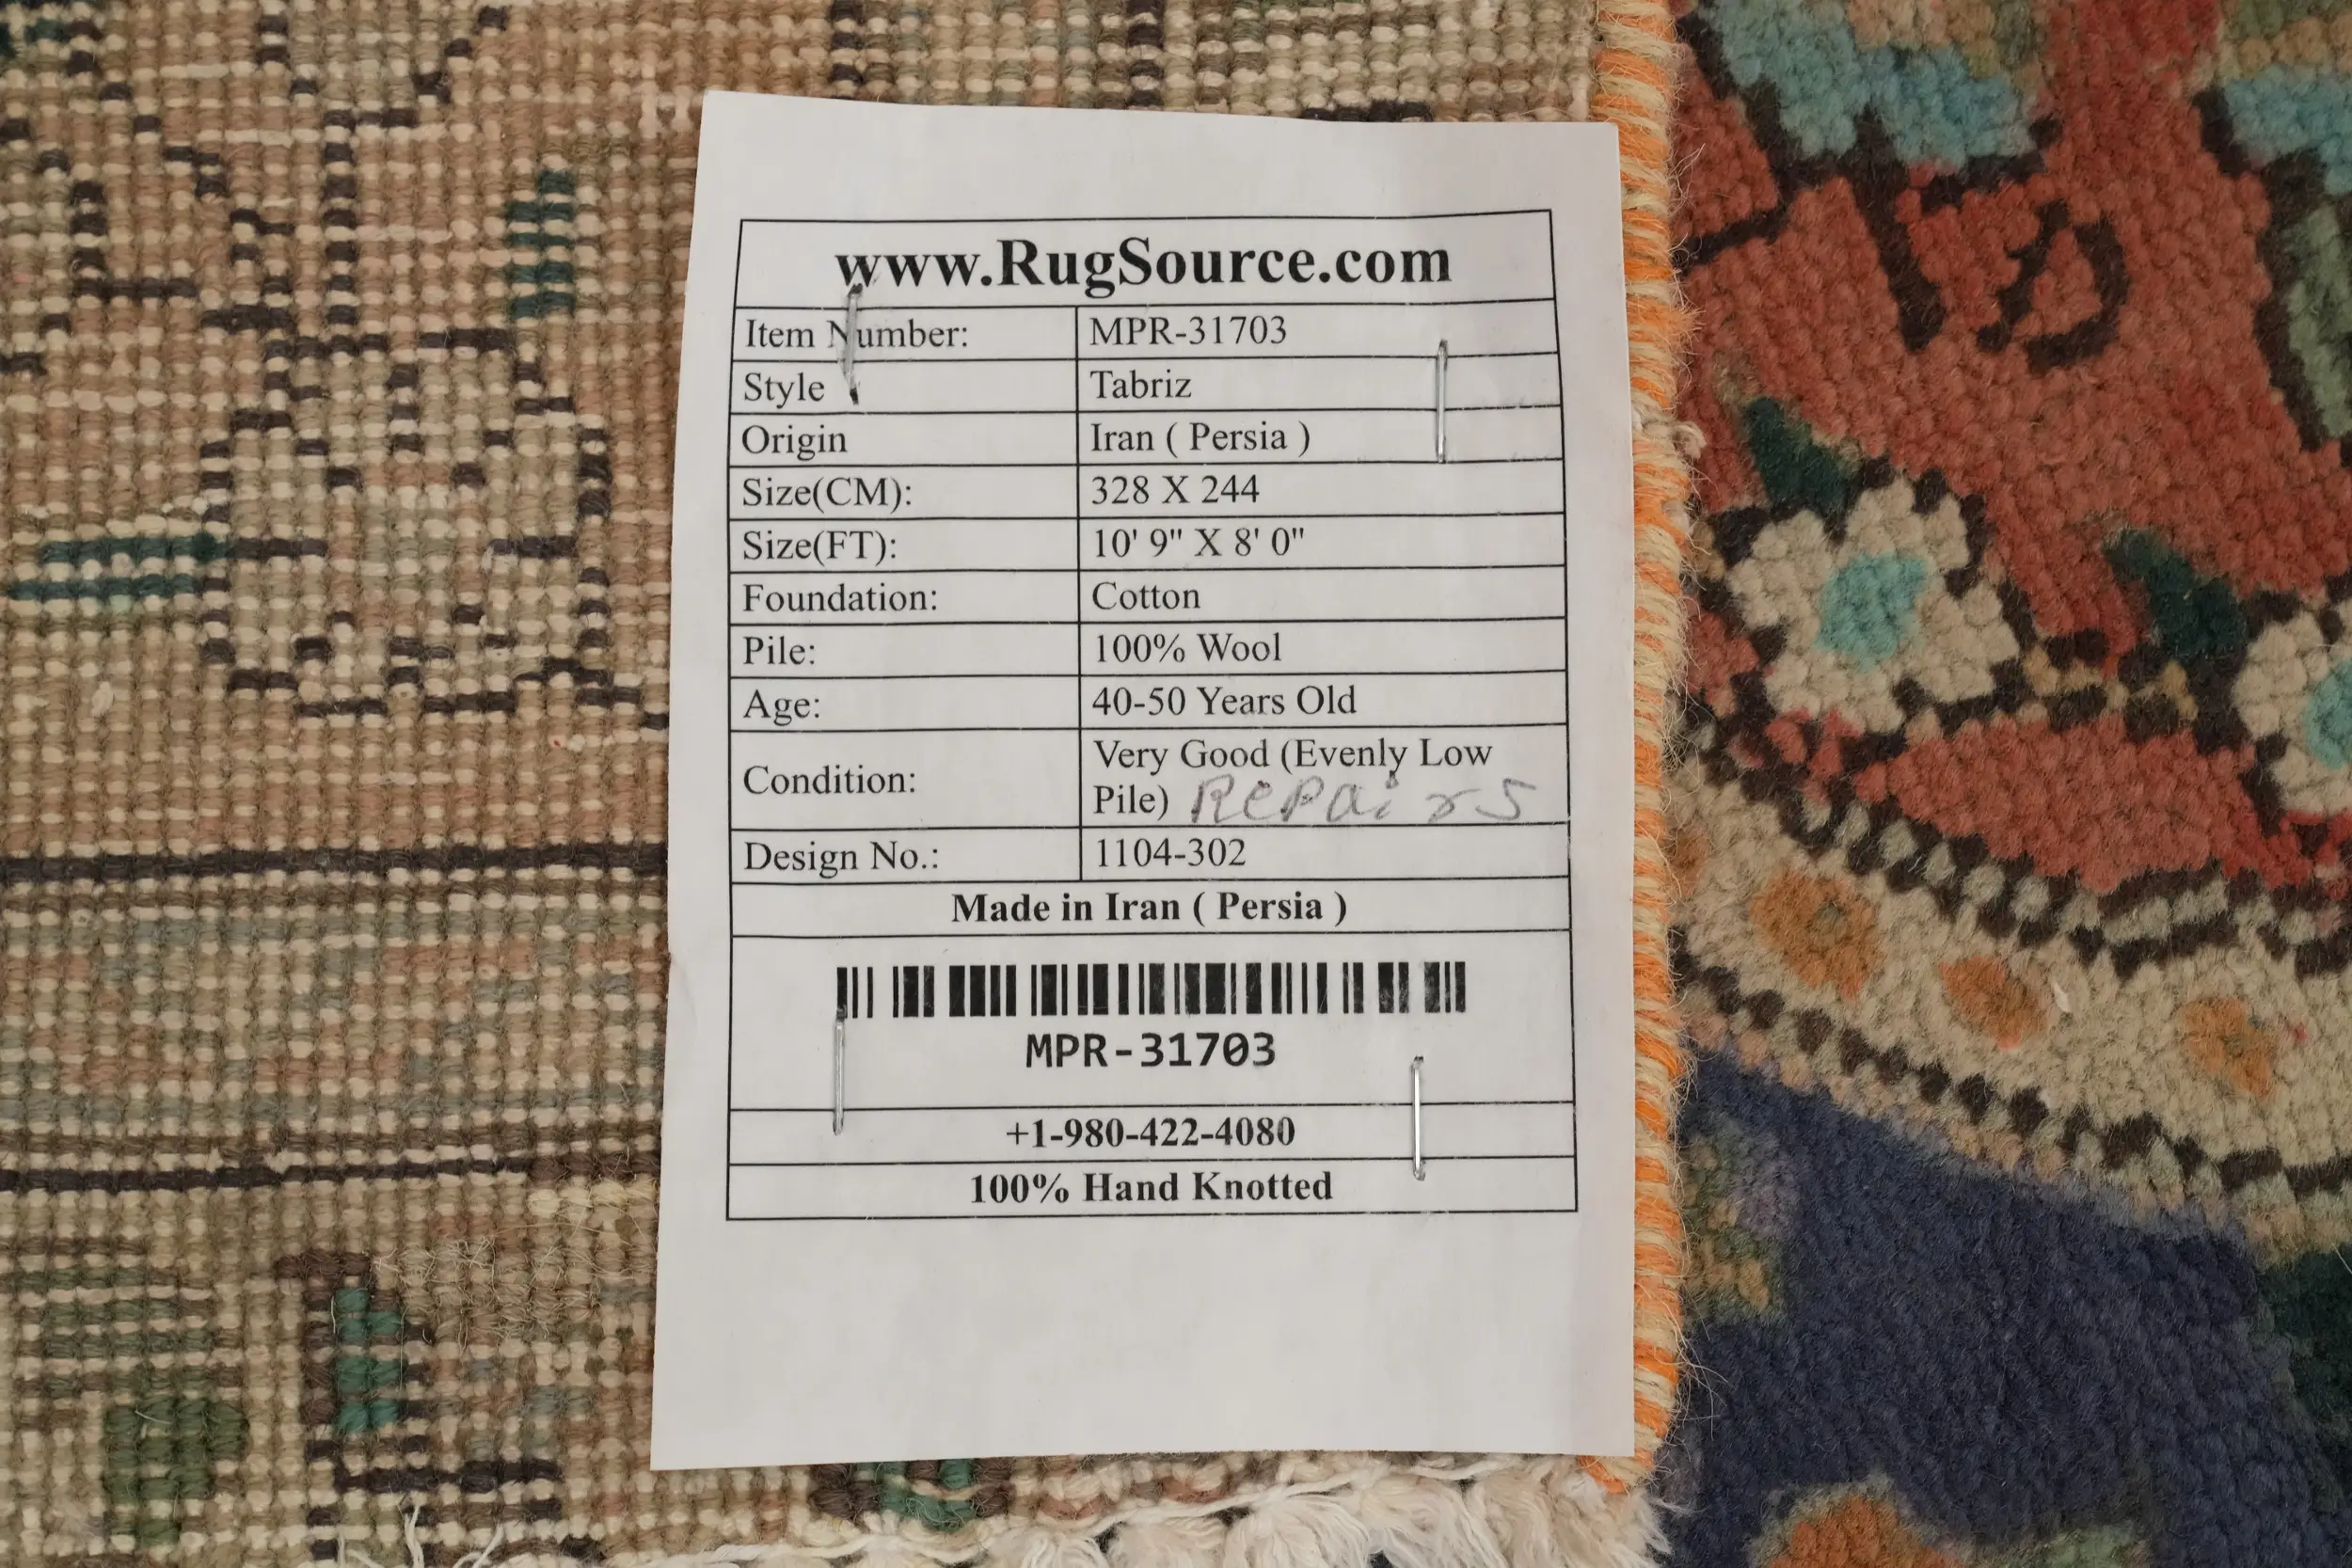 www.RugSource.com
Item Number: MPR-31703
Style Tabriz
Origin Iran ( Persia )
Size(CM): 328 X 244
Size(FT): 10' 9" X 8' 0"
Foundation: Cotton
Pile: 100% Wool
Age: 40-50 Years Old
Condition: Very Good (Evenly Low
Pile) Repairs
Design No.: 1104-302
Made in Iran ( Persia )
MPR-31703
+1-980-422-4080
100% Hand Knotted